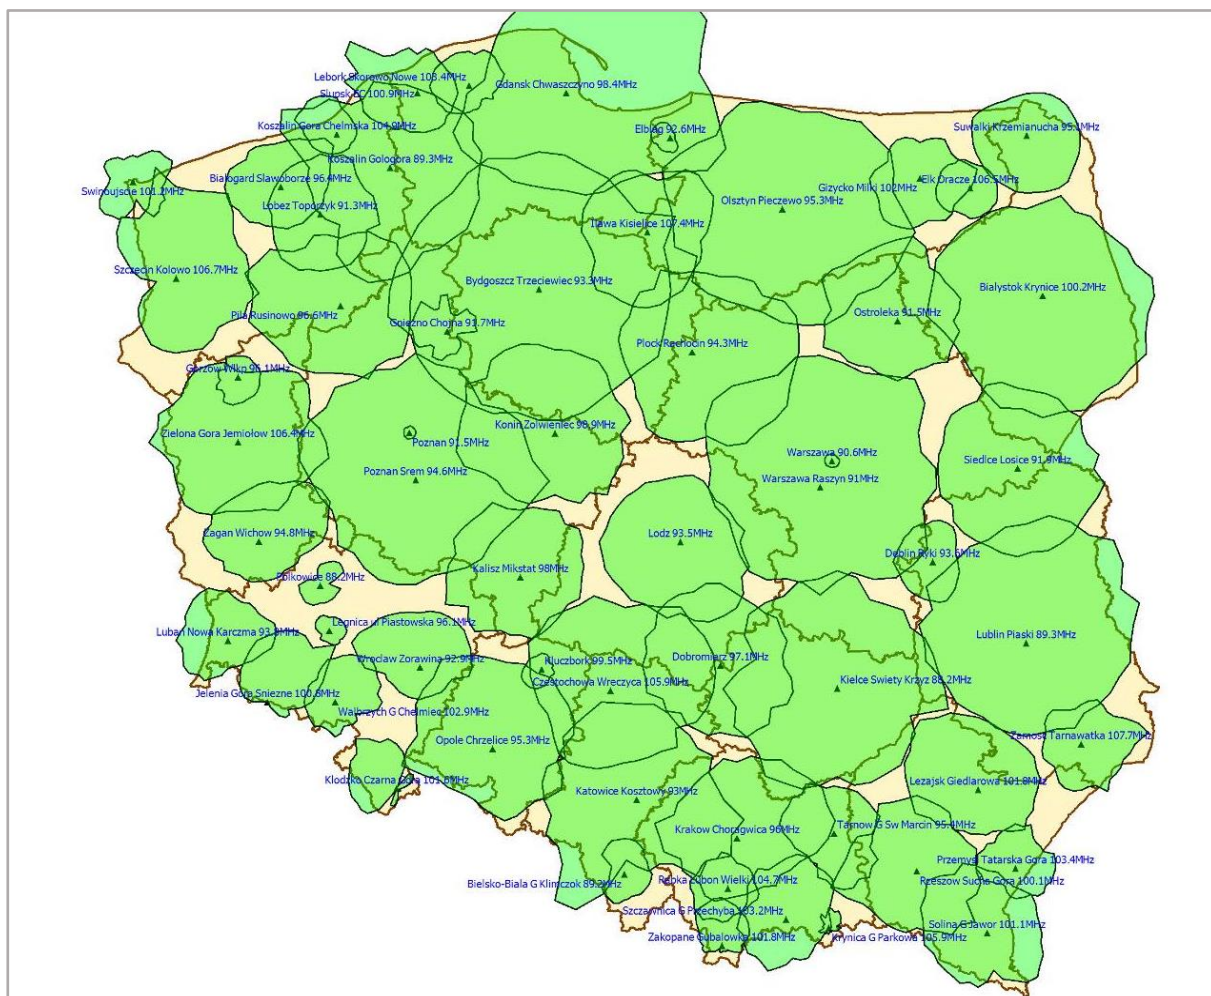 Lebork Skorowo Nowe 103.4MHz
Gdansk Chwaszczyno 98.4MHz
Slupsk EC 100.9MHz
Koszalin Gora Chelmska 104.9MHz
Elblag 92.6MHz
Suwalki Krzemianucha 95.1MHz
Koszalin Gologora 89.3MHz
Bialogard Slawoborze 96.4MHz
Swinoujscie 101.2MHz
Gizycko Milki 102MHz
Elk Oracze 106.5MHz
Lobez Toporzyk 91.3MHz
Olsztyn Pieczewo 95.3MHz
Ilawa Kisielice 107.4MHz
Szczecin Kolowo 106.7MHz
Bydgoszcz Trzeciewiec 93.3MHz
Bialystok Krynice 100.2MHz
Pila Rusinowo 96.6MHz
Gniezno Chojna 91.7MHz
Ostroleka 91.5MHz
Plock Rachocin 94.3MHz
Gorzow Wlkp 96.1MHz
Zielona Gora Jemiołow 106.4MHz
Poznan 91.5MHz
Konin Zolwieniec 98.9MHz
Poznan Srem 94.6MHz
Warszawa 90.6MHz
Siedlce Losice 91.9MHz
Warszawa Raszyn 91MHz
Zagan Wichow 94.8MHz
Lodz 93.5MHz
Deblin Ryki 93.6MHz
Polkowice 88.2MHz
Kalisz Mikstat 98MHz
Legnica ul Piastowska 96.1MHz
Luban Nowa Karczma 93.8MHz
Lublin Piaski 89.3MHz
Wroclaw Zorawina 92.9MHz
Kluczbork 99.5MHz
Dobromierz 97.1MHz
Czestochowa Wreczyca 105.9MHz
Kielce Swiety Krzyz 88.2MHz
Jelenia Gora Sniezne 100.8MHz
Walbrzych G Chelmiec 102.9MHz
Opole Chrzelice 95.3MHz
Zamosc Tarnawatka 107.7MHz
Klodzko Czarna Gora 101.6MHz
Lezajsk Giedlarowa 101.8MHz
Katowice Kosztowy 93MHz
Krakow Choragwica 96MHz
Tarnow G Sw Marcin 95.4MHz
Przemysl Tatarska Gora 103.4MHz
Bielsko-Biala G Klimczok 89.2MHz
Rabka Lubon Wielki 104.7MHz
Rzeszow Sucha Gora 100.1MHz
Szczawnica G Przechyba 103.2MHz
Solina G Jawor 101.1MHz
Zakopane Gubalowka 101.8MHz
Krynica G Parkowa 105.9MHz